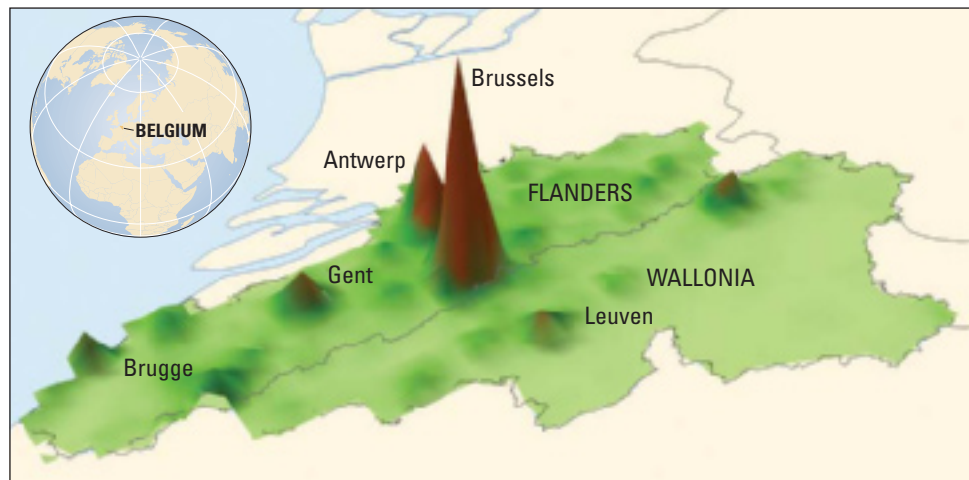 Brussels
BELGIUM
Antwerp
FLANDERS
Gent
WALLONIA
Leuven
Brugge